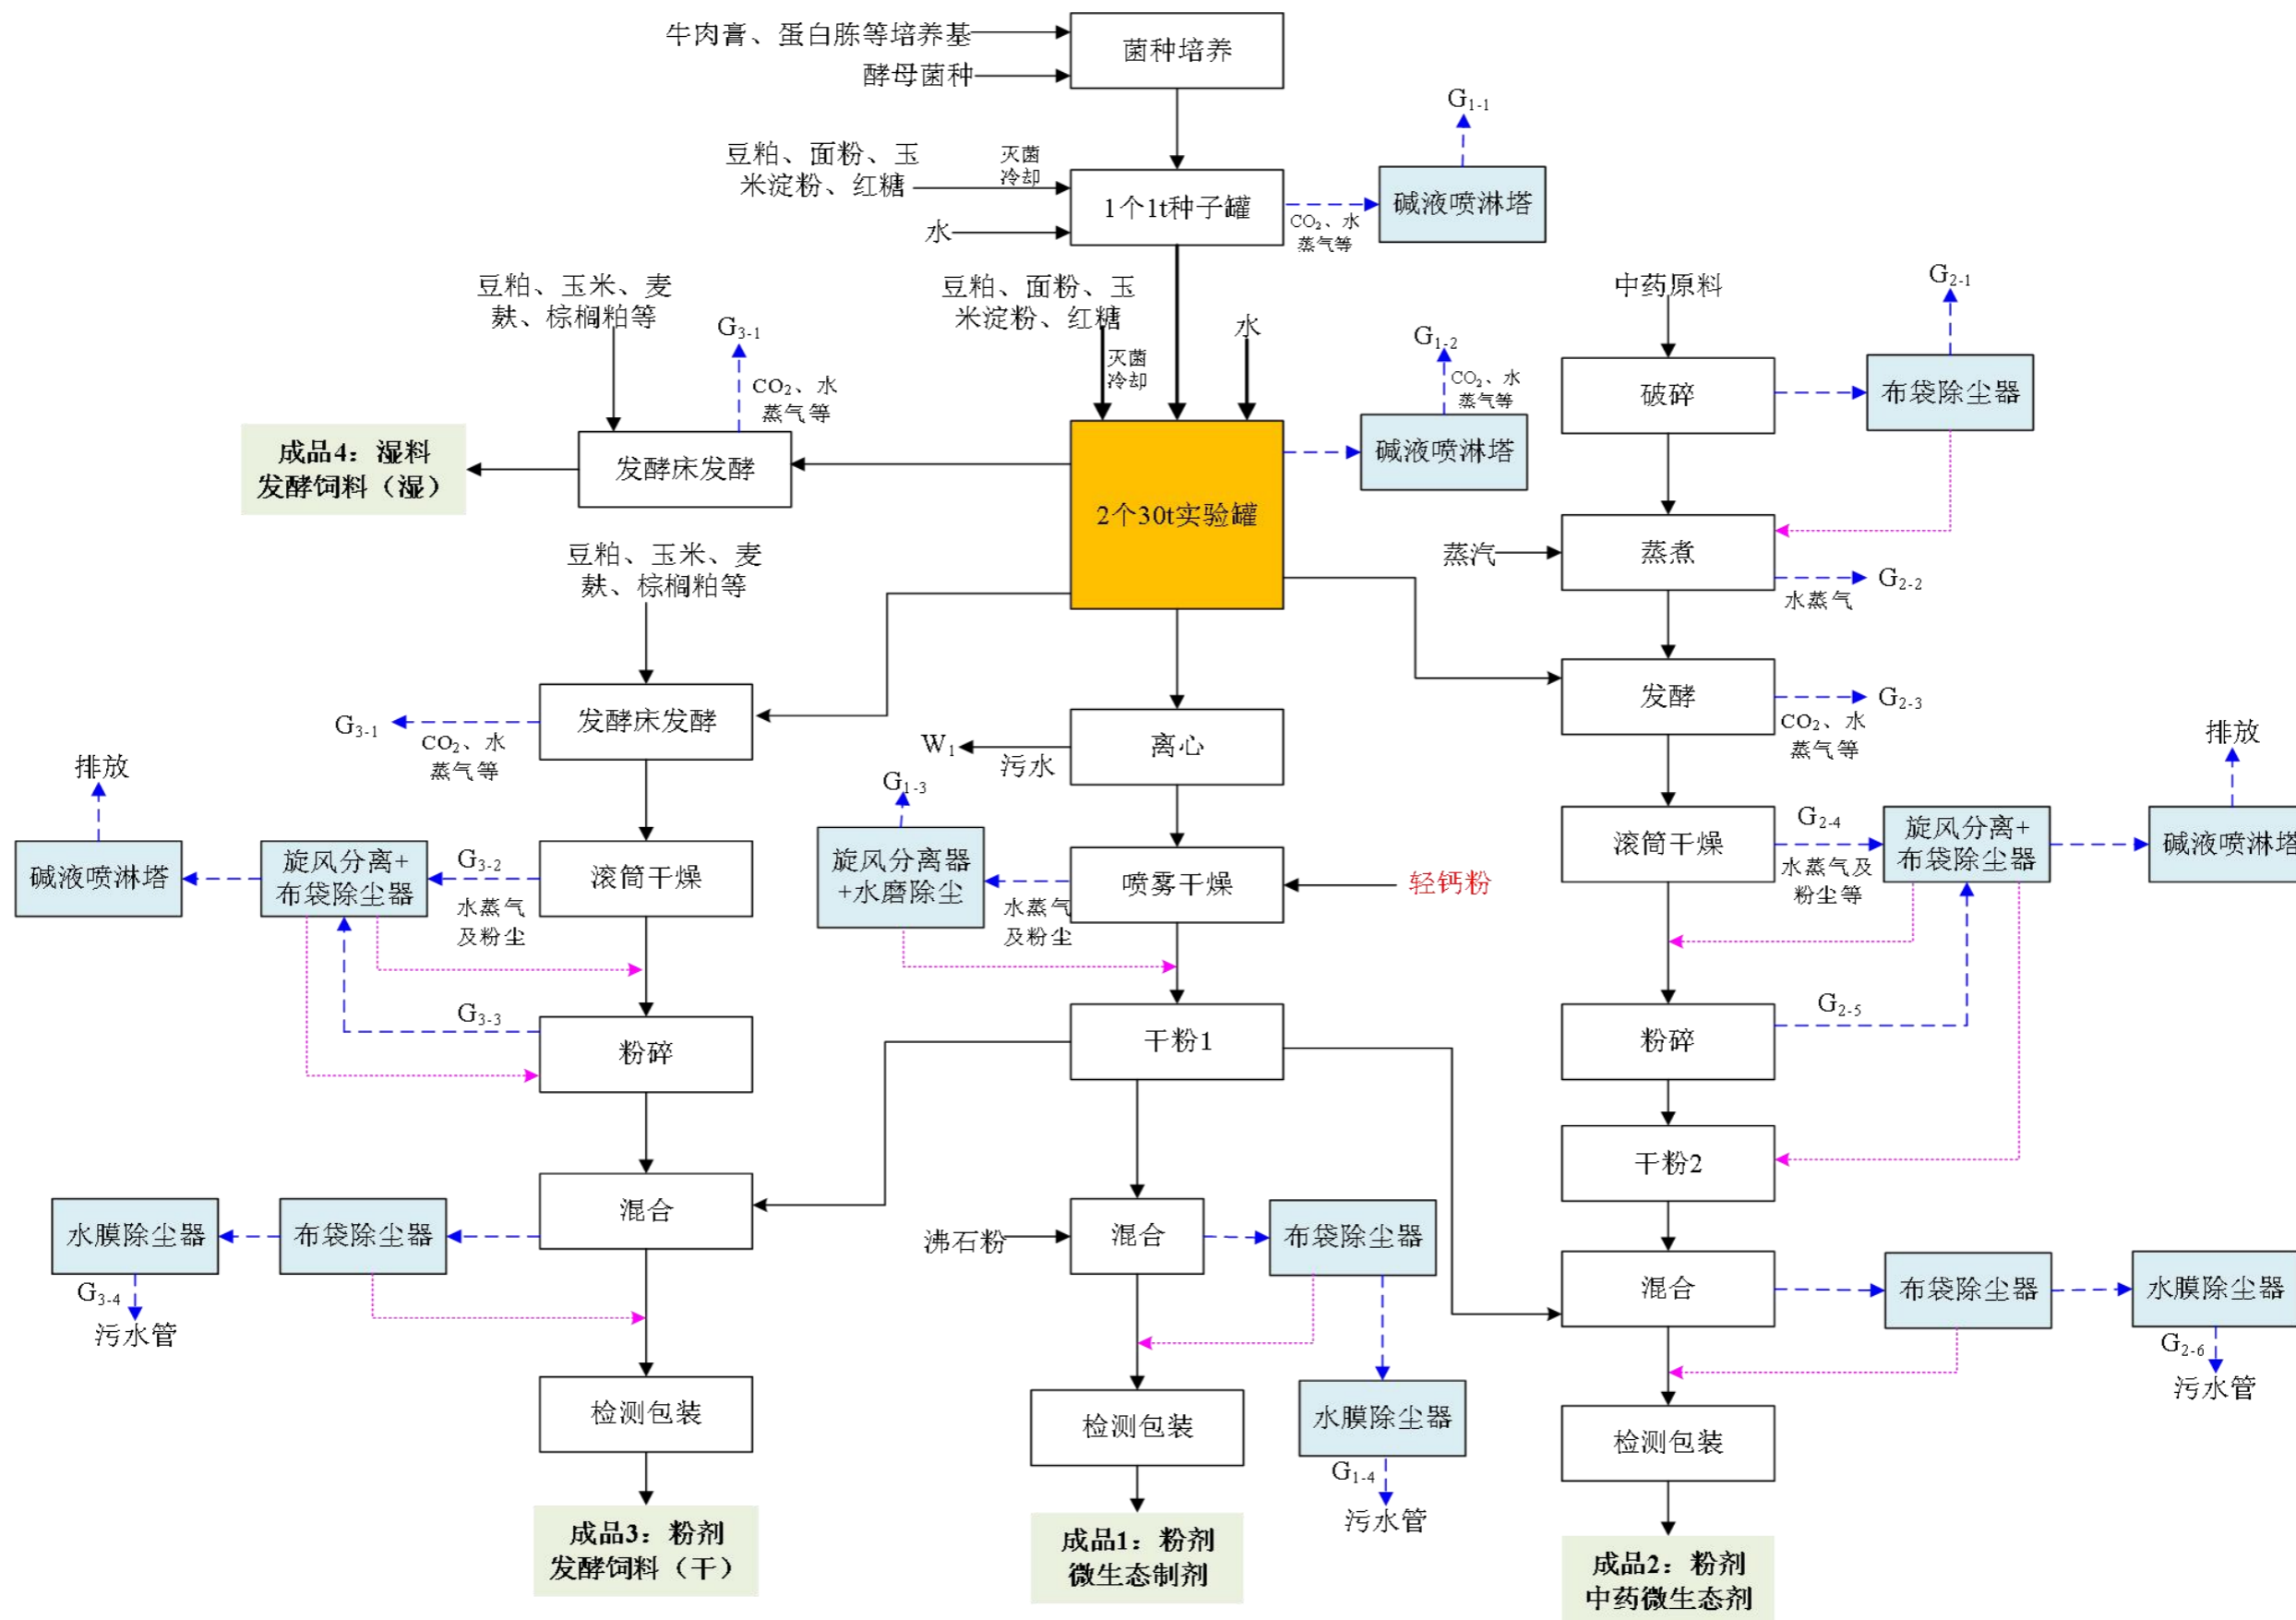 牛肉膏、蛋白胨等培养基
酵母菌种
菌种培养
G1-1
豆粕、面粉、玉
米淀粉、红糖
灭菌
冷却
水
1个1t种子罐
CO₂、水
蒸气等
碱液喷淋塔
豆粕、玉米、麦
麸、棕榈粕等
G3-1
CO₂、水
蒸气等
豆粕、面粉、玉
米淀粉、红糖
灭菌
冷却
水
G1-2
CO₂、水
蒸气等
碱液喷淋塔
中药原料
G2-1
破碎
布袋除尘器
成品4：湿料
发酵饲料（湿）
发酵床发酵
2个30t实验罐
蒸汽
蒸煮
G2-2
水蒸气
豆粕、玉米、麦
麸、棕榈粕等
发酵床发酵
G3-1
CO₂、水
蒸气等
离心
W1
污水
发酵
G2-3
CO₂、水
蒸气等
排放
碱液喷淋塔
旋风分离+
布袋除尘器
G3-2
水蒸气
及粉尘
滚筒干燥
G1-3
旋风分离器
+水磨除尘
水蒸气
及粉尘
喷雾干燥
轻钙粉
滚筒干燥
G2-4
水蒸气及
粉尘等
旋风分离+
布袋除尘器
排放
碱液喷淋塔
G3-3
粉碎
干粉1
粉碎
G2-5
干粉2
水膜除尘器
布袋除尘器
混合
G3-4
污水管
沸石粉
混合
布袋除尘器
混合
布袋除尘器
水膜除尘器
G2-6
污水管
检测包装
检测包装
水膜除尘器
G1-4
污水管
检测包装
成品3：粉剂
发酵饲料（干）
成品1：粉剂
微生态制剂
成品2：粉剂
中药微生态剂